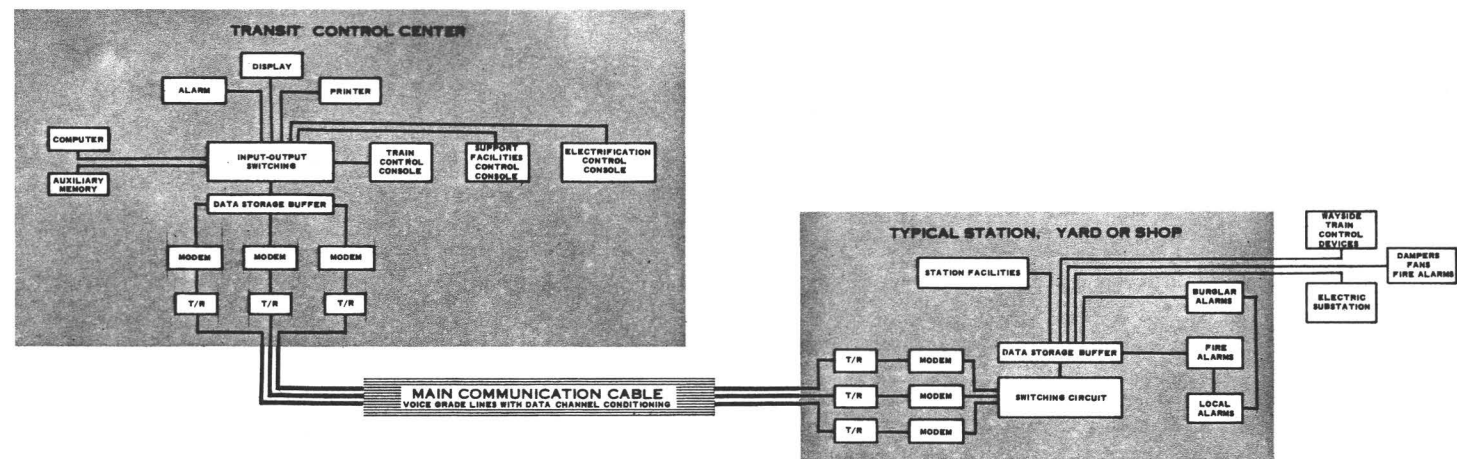 TRANSIT CONTROL CENTER
DISPLAY
ALARM
PRINTER
COMPUTER
AUXILIARY
MEMORY
INPUT-OUTPUT
SWITCHING
TRAIN
CONTROL
CONSOLE
SUPPORT
FACILITIES
CONTROL
CONSOLE
ELECTRIFICATION
CONTROL
CONSOLE
DATA STORAGE BUFFER
MODEM
MODEM
MODEM
T/R
T/R
T/R
MAIN COMMUNICATION CABLE
VOICE GRADE LINES WITH DATA CHANNEL CONDITIONING
TYPICAL STATION, YARD OR SHOP
STATION FACILITIES
WAYSIDE
TRAIN
CONTROL
DEVICES
DAMPERS
FANS
FIRE ALARMS
ELECTRIC
SUBSTATION
BURGLAR
ALARMS
DATA STORAGE BUFFER
FIRE
ALARMS
T/R
MODEM
T/R
MODEM
SWITCHING CIRCUIT
LOCAL
ALARMS
T/R
MODEM